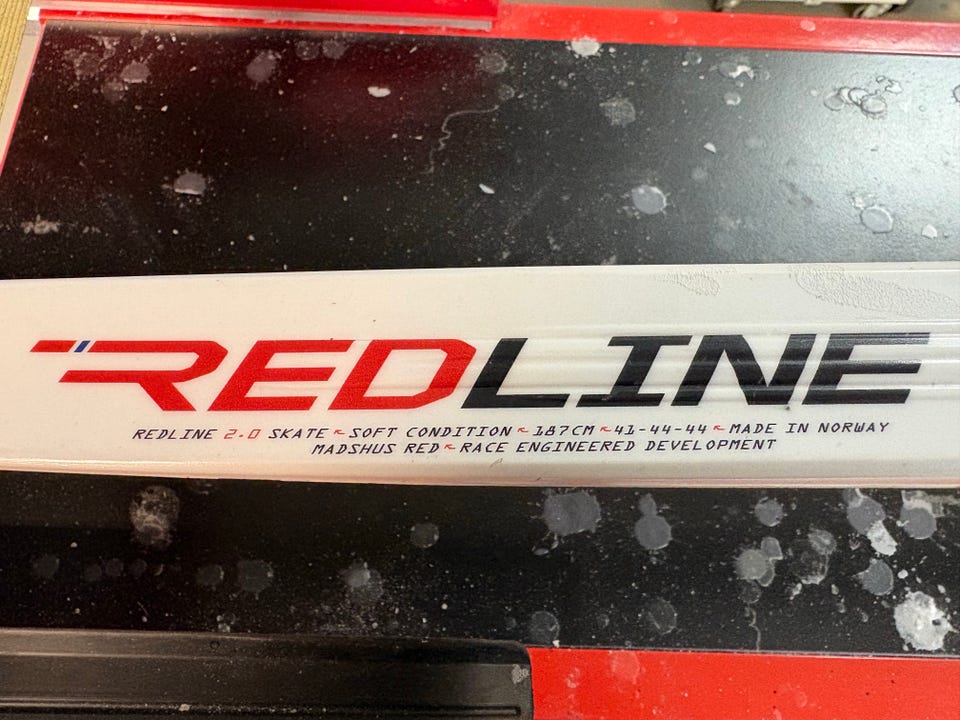 REDLINE
REDLINE 2.0 SKATE SOFT CONDITION 187CM 41-44-44 MADE IN NORWAY
MADSHUS RED RACE ENGINEERED DEVELOPMENT